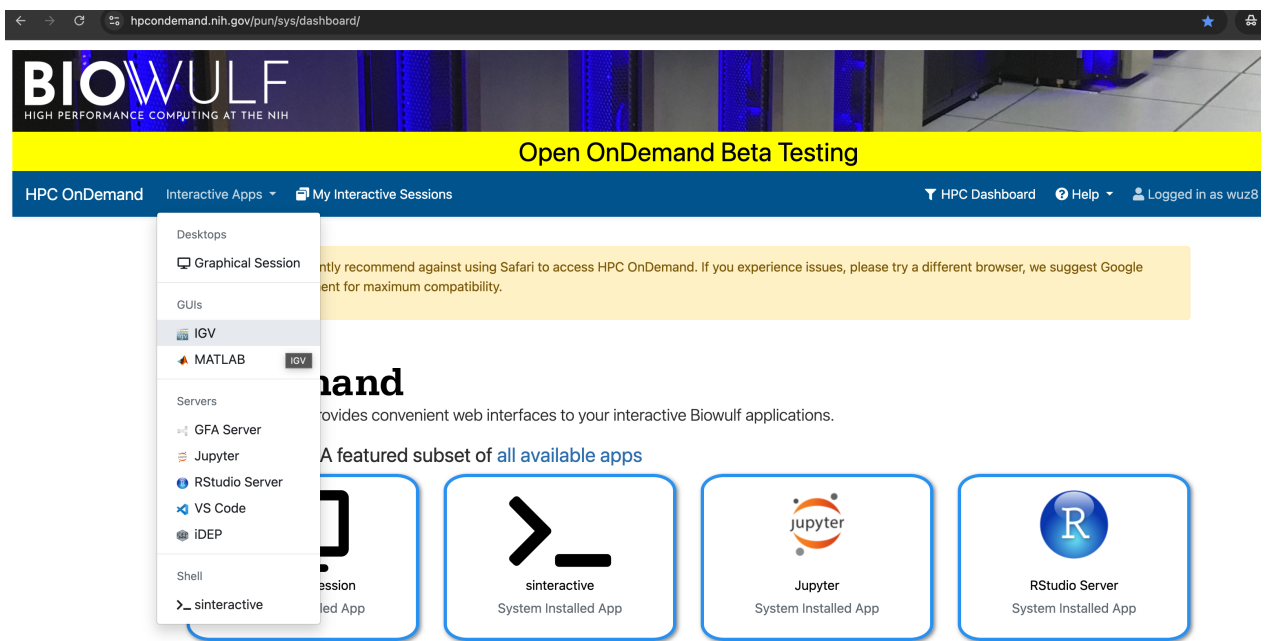 hpcondemand.nih.gov/pun/sys/dashboard/
BIOWULF
HIGH PERFORMANCE COMPUTING AT THE NIH
Open OnDemand Beta Testing
HPC OnDemand Interactive Apps My Interactive Sessions HPC Dashboard Help Logged in as wuz8
Desktops
Graphical Session
ntly recommend against using Safari to access HPC OnDemand. If you experience issues, please try a different browser, we suggest Google
ent for maximum compatibility.
GUIs
IGV
MATLAB
IGV
nand
rovides convenient web interfaces to your interactive Biowulf applications.
Servers
GFA Server
Jupyter
RStudio Server
VS Code
iDEP
A featured subset of all available apps
Shell
sinteractive
ession
led App
sinteractive
System Installed App
jupyter
Jupyter
System Installed App
R
RStudio Server
System Installed App